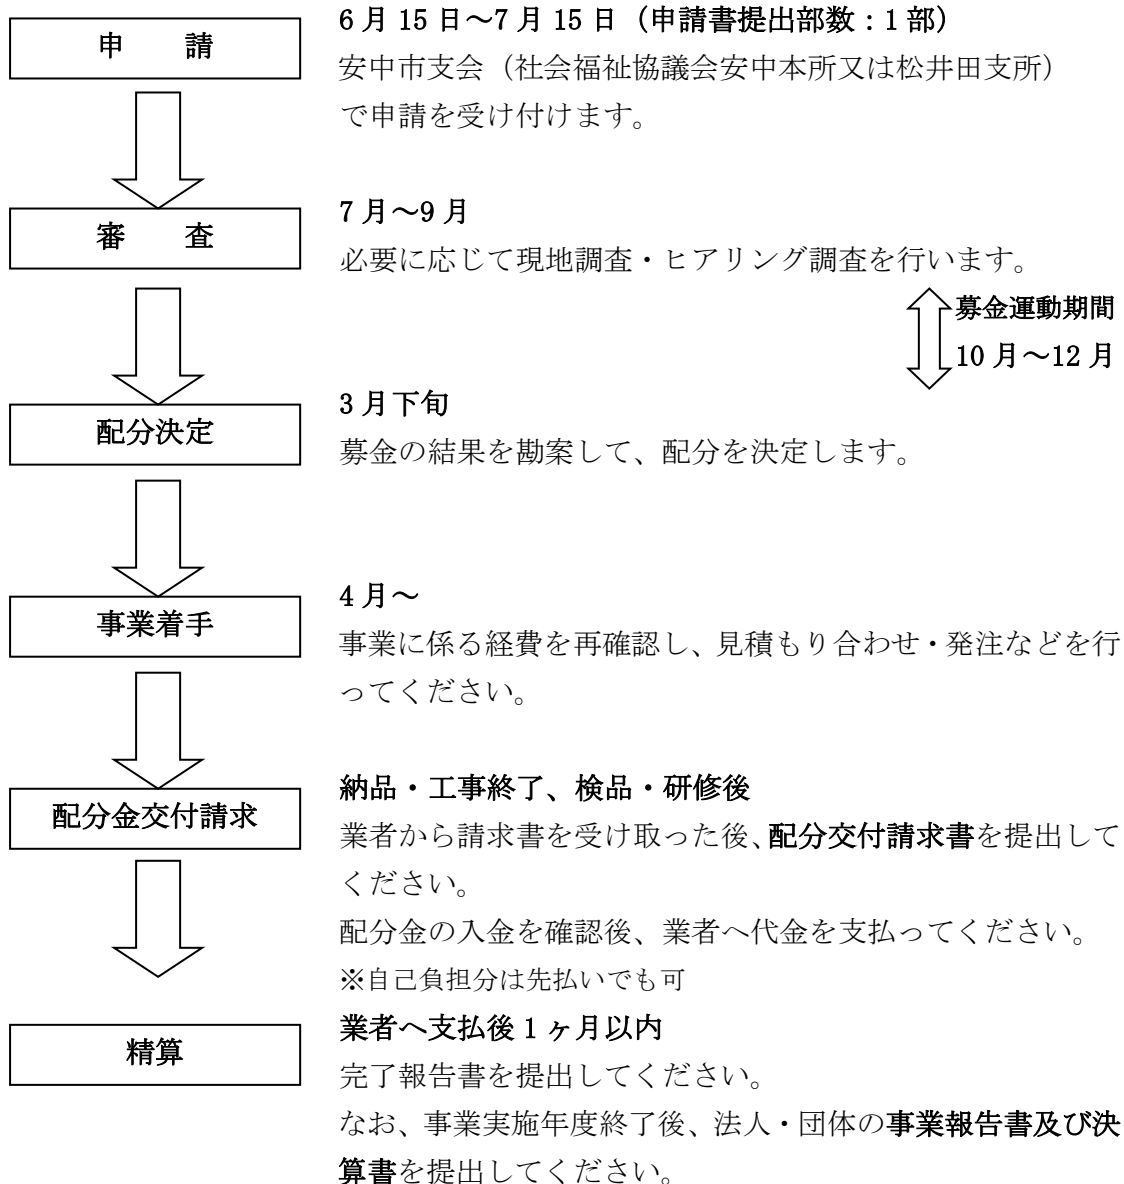 申　　請
6 月 15 日～7 月 15 日（申請書提出部数：1 部）
安中市支会（社会福祉協議会安中本所又は松井田支所）
で申請を受け付けます。
審　　査
7 月～9 月
必要に応じて現地調査・ヒアリング調査を行います。
募金運動期間
10 月～12 月
配分決定
3 月下旬
募金の結果を勘案して、配分を決定します。
事業着手
4 月～
事業に係る経費を再確認し、見積もり合わせ・発注などを行
ってください。
配分金交付請求
納品・工事終了、検品・研修後
業者から請求書を受け取った後、配分交付請求書を提出して
ください。
配分金の入金を確認後、業者へ代金を支払ってください。
※自己負担分は先払いでも可
精算
業者へ支払後 1 ヶ月以内
完了報告書を提出してください。
なお、事業実施年度終了後、法人・団体の事業報告書及び決
算書を提出してください。